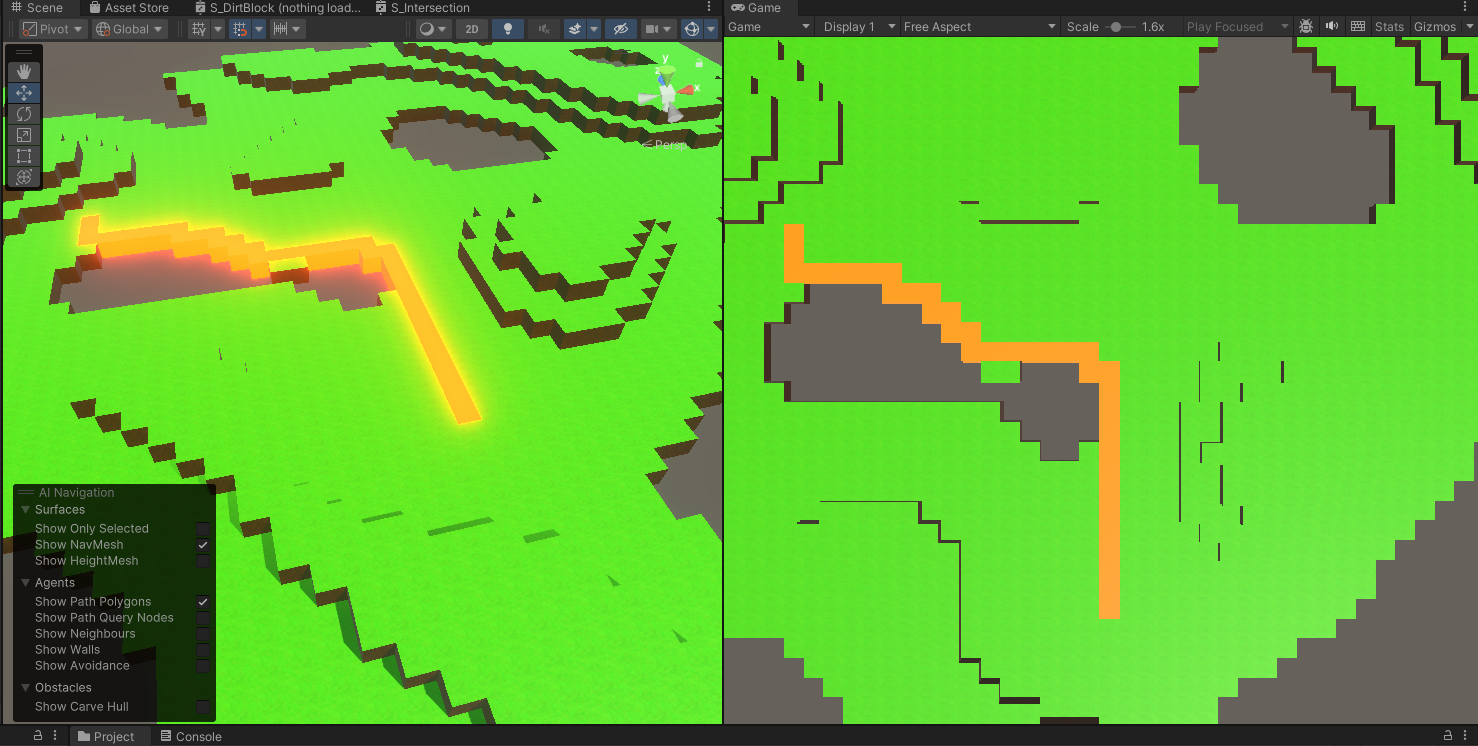 Scene Asset Store S_DirtBlock (nothing load... S_Intersection
Pivot Global 2D
y
z
x
Persp
AI Navigation
Surfaces
Show Only Selected
Show NavMesh
Show HeightMesh
Agents
Show Path Polygons
Show Path Query Nodes
Show Neighbours
Show Walls
Show Avoidance
Obstacles
Show Carve Hull
Game
Game Display 1 Free Aspect Scale 1.6x Play Focused Stats Gizmos
Project Console